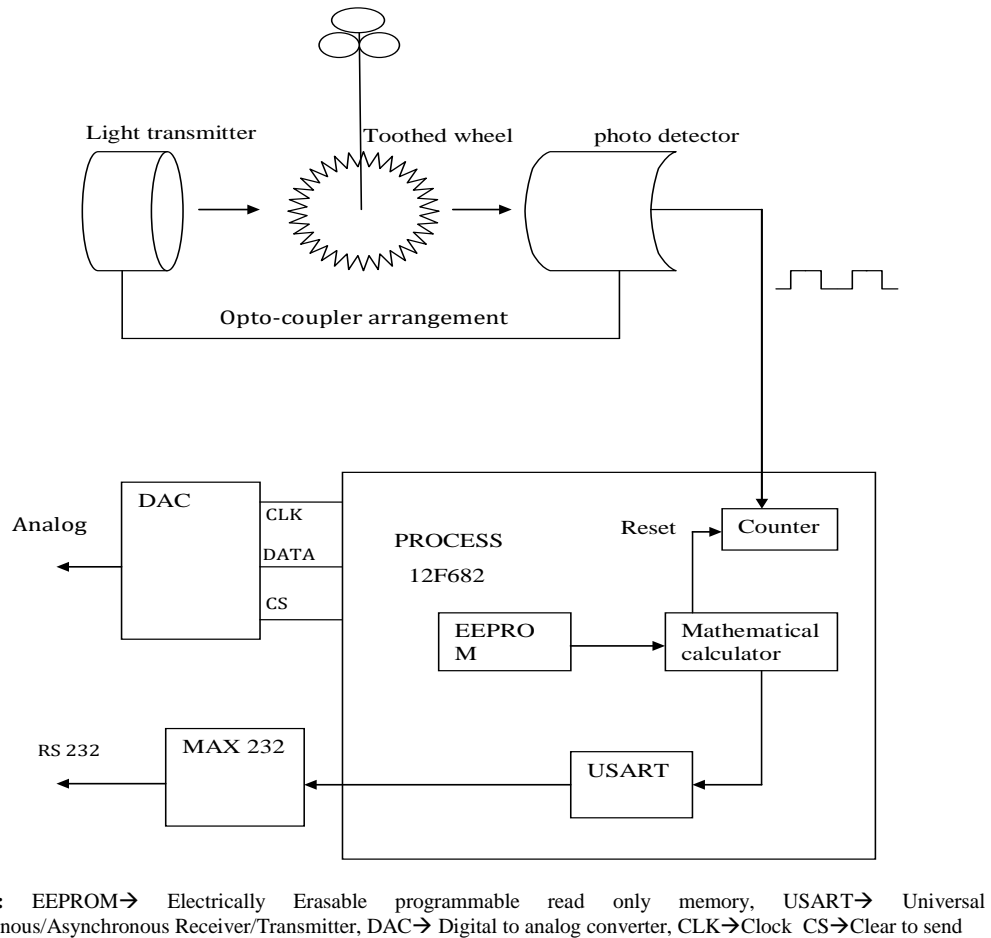 Light transmitter
Toothed wheel
photo detector
Opto-coupler arrangement
DAC
CLK
Analog
DATA
CS
PROCESS
12F682
Reset
Counter
EEPRO
M
Mathematical
calculator
RS 232
MAX 232
USART
: EEPROM→ Electrically Erasable programmable read only memory, USART→ Universal
nous/Asynchronous Receiver/Transmitter, DAC→ Digital to analog converter, CLK→Clock CS→Clear to send